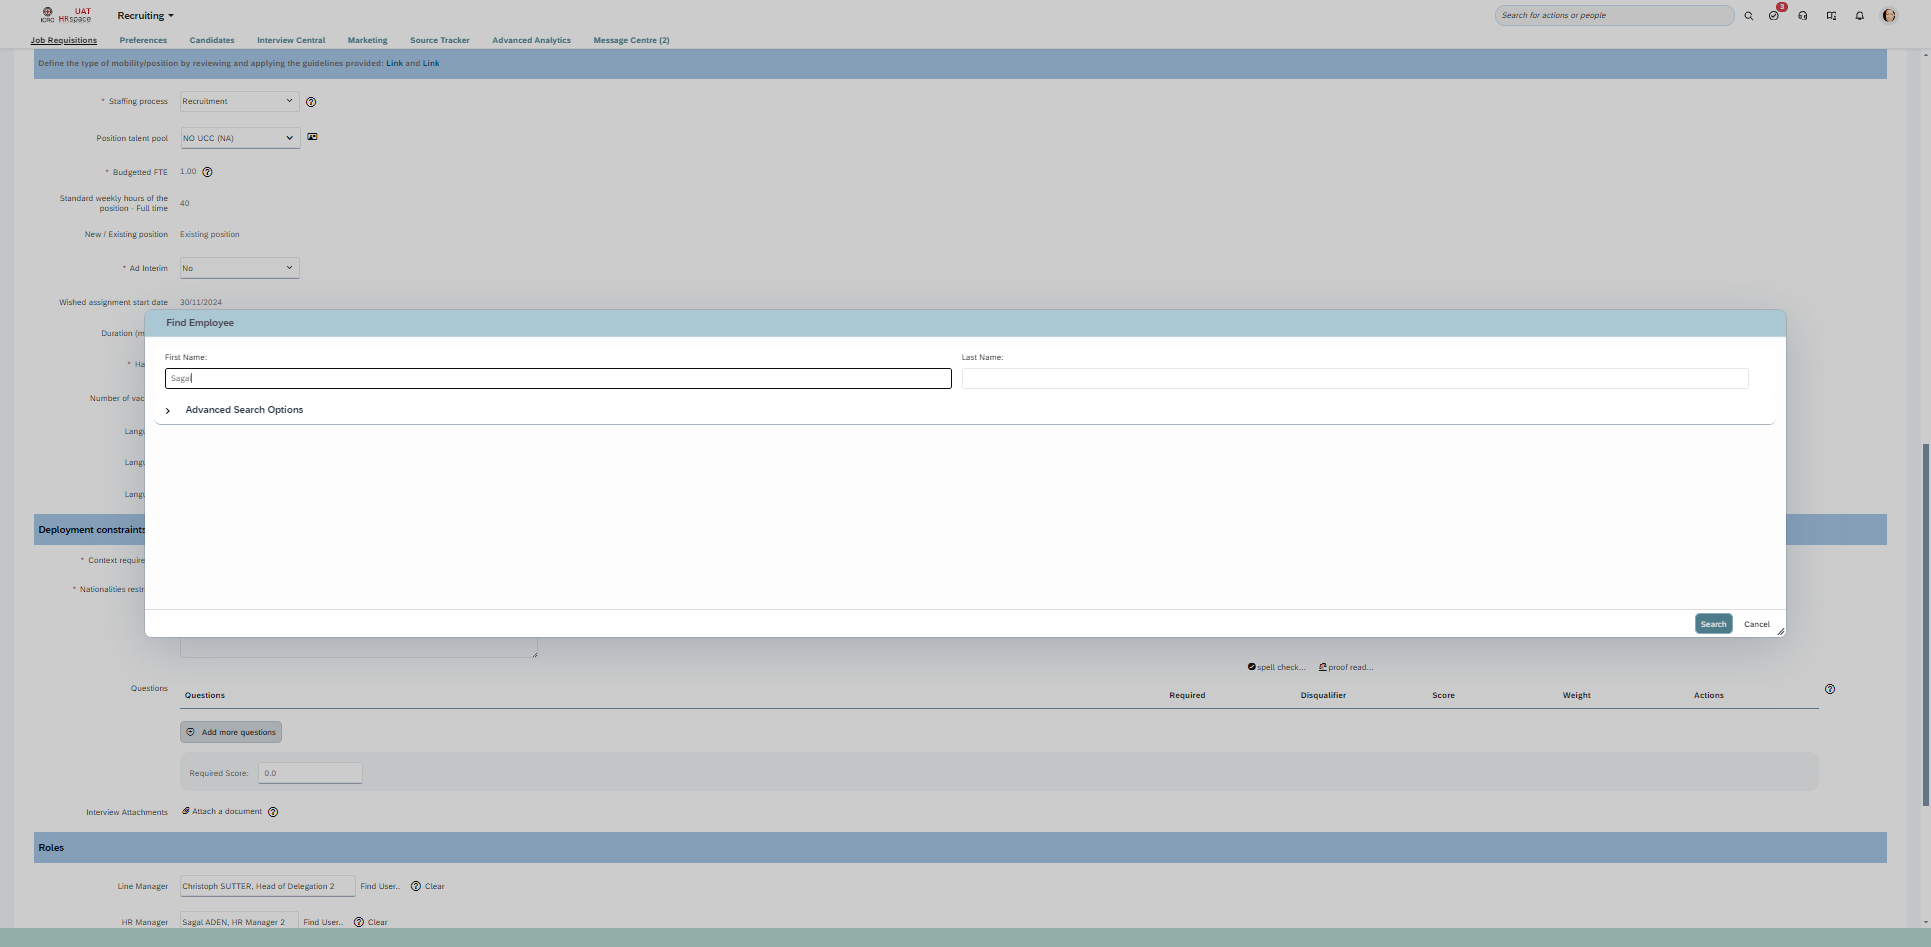 ICRC
UAT
HRspace
Recruiting
Search for actions or people
3
Job Requisitions
Preferences
Candidates
Interview Central
Marketing
Source Tracker
Advanced Analytics
Message Centre (2)
Define the type of mobility/position by reviewing and applying the guidelines provided: Link and Link
* Staffing process
Recruitment
Position talent pool
NO UCC (NA)
* Budgetted FTE
1.00
Standard weekly hours of the
position - Full time
40
New / Existing position
Existing position
* Ad Interim
No
Wished assignment start date
30/11/2024
Duration (m
* Ha
Number of vac
Langu
Langu
Langu
Find Employee
First Name:
Last Name:
Sagal
Advanced Search Options
Search
Cancel
Deployment constraints
* Context require
* Nationalities restr
spell check...
proof read...
Questions
Questions
Required
Disqualifier
Score
Weight
Actions
Add more questions
Required Score:
0.0
Interview Attachments
Attach a document
Roles
Line Manager
Christoph SUTTER, Head of Delegation 2
Find User..
Clear
HR Manager
Sagal ADEN, HR Manager 2
Find User..
Clear